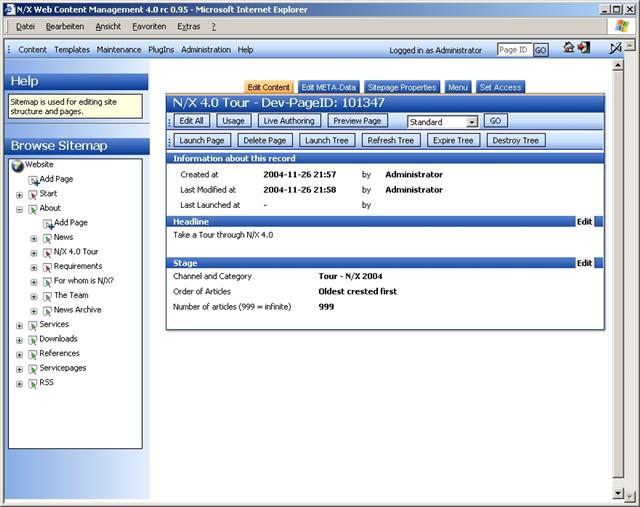 N/X Web Content Management 4.0 rc 0.95 - Microsoft Internet Explorer
Datei Bearbeiten Ansicht Favoriten Extras ?
Content Templates Maintenance PlugIns Administration Help Logged in as Administrator Page ID GO
Help
Sitemap is used for editing site
structure and pages.
Browse Sitemap
Website
Add Page
Start
About
Add Page
News
N/X 4.0 Tour
Requirements
For whom is N/X?
The Team
News Archive
Services
Downloads
References
Servicepages
RSS
Edit Content Edit META-Data Sitepage Properties Menu Set Access
N/X 4.0 Tour - Dev-PageID: 101347
Edit All Usage Live Authoring Preview Page Standard GO
Launch Page Delete Page Launch Tree Refresh Tree Expire Tree Destroy Tree
Information about this record
Created at 2004-11-26 21:57 by Administrator
Last Modified at 2004-11-26 21:58 by Administrator
Last Launched at - by
Headline Edit
Take a Tour through N/X 4.0
Stage Edit
Channel and Category Tour - N/X 2004
Order of Articles Oldest crested first
Number of articles (999 = infinite) 999